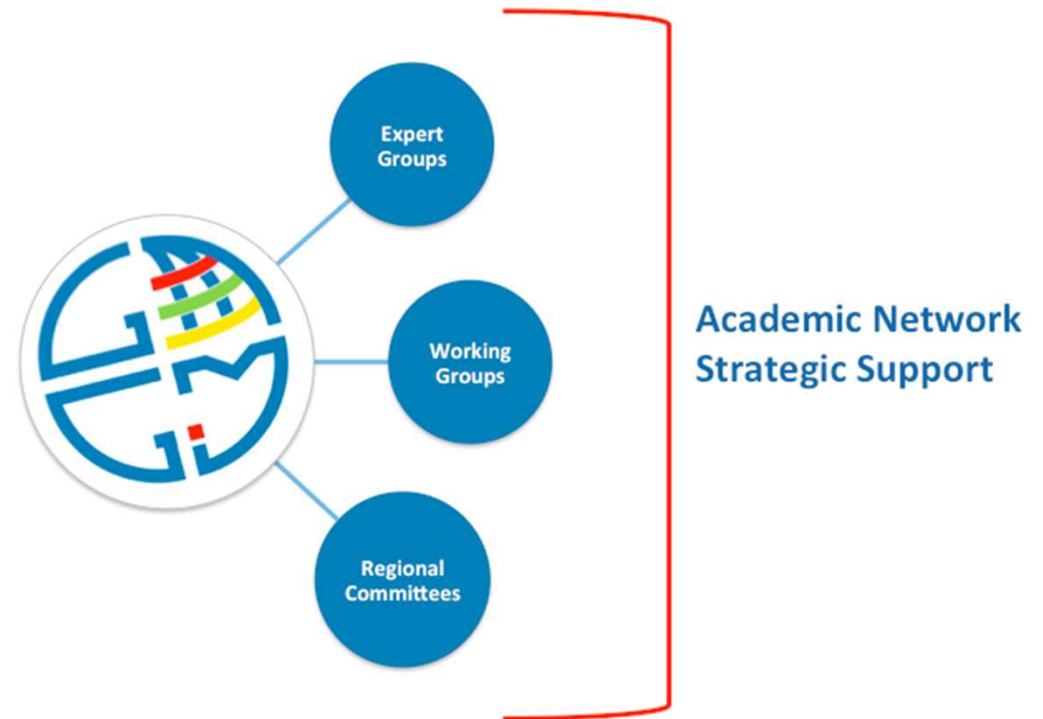 Expert
Groups
Working
Groups
Regional
Committees
Academic Network
Strategic Support